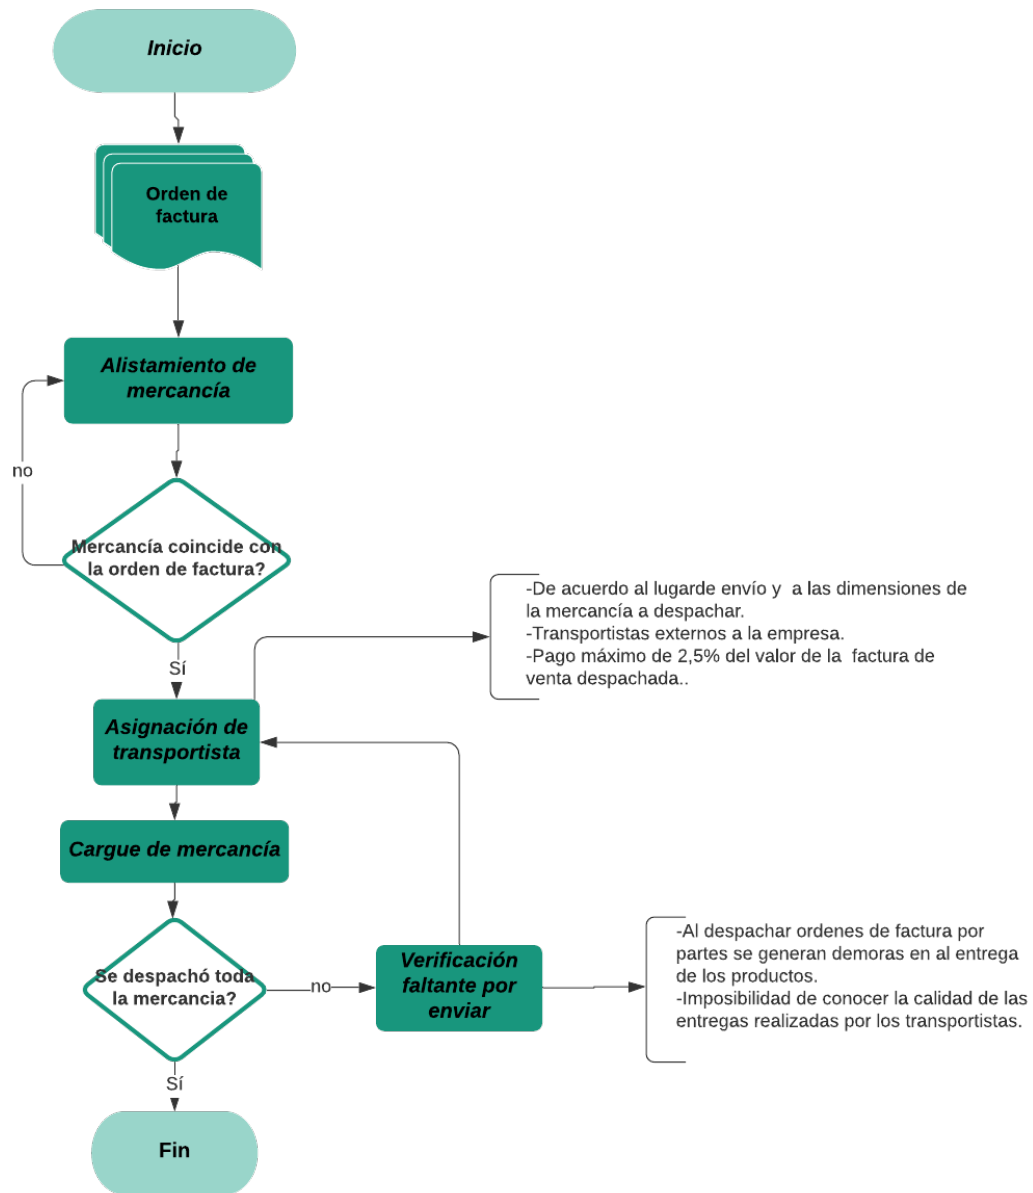 Inicio
Orden de
factura
Alistamiento de
mercancía
no
Mercancía coincide con
la orden de factura?
-De acuerdo al lugarde envío y  a las dimensiones de
la mercancía a despachar.
-Transportistas externos a la empresa.
-Pago máximo de 2,5% del valor de la  factura de
venta despachada..
Sí
Asignación de
transportista
Cargue de mercancía
Se despachó toda
la mercancia?
no
Verificación
faltante por
enviar
-Al despachar ordenes de factura por
partes se generan demoras en al entrega
de los productos.
-Imposibilidad de conocer la calidad de las
entregas realizadas por los transportistas.
Sí
Fin